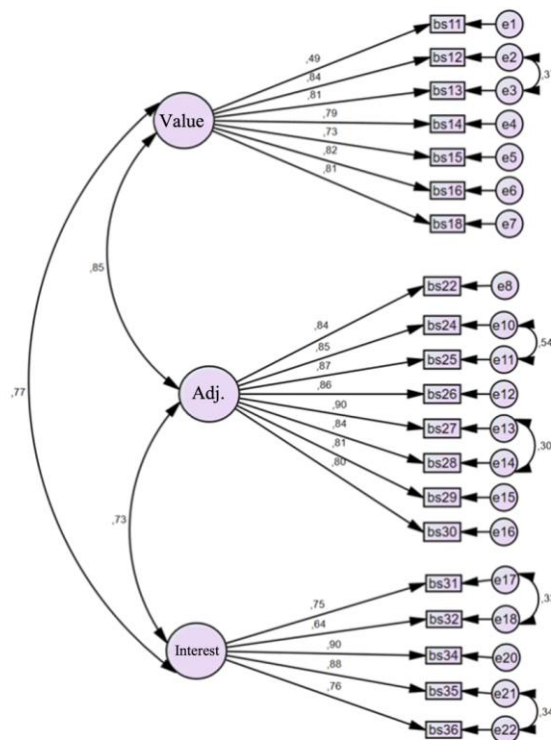 bs11 e1
,49
bs12 e2
,84
bs13 e3
,81
Value
,79
bs14 e4
,73
bs15 e5
,82
bs16 e6
,81
bs18 e7
,85
bs22 e8
,84
bs24 e10
,85
,54
bs25 e11
,87
Adj.
,86
bs26 e12
,77
,90
bs27 e13
,84
,30
bs28 e14
,81
bs29 e15
,80
bs30 e16
,73
bs31 e17
,75
bs32 e18
,64
Interest
,90
bs34 e20
,88
bs35 e21
,76
,34
bs36 e22